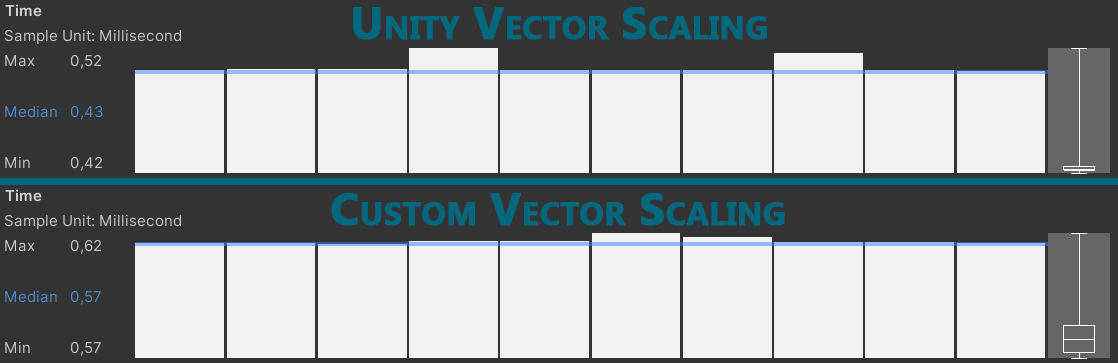 Time
Unity Vector Scaling
Sample Unit: Millisecond
Max 0,52
Median 0,43
Min 0,42
Time
Custom Vector Scaling
Sample Unit: Millisecond
Max 0,62
Median 0,57
Min 0,57